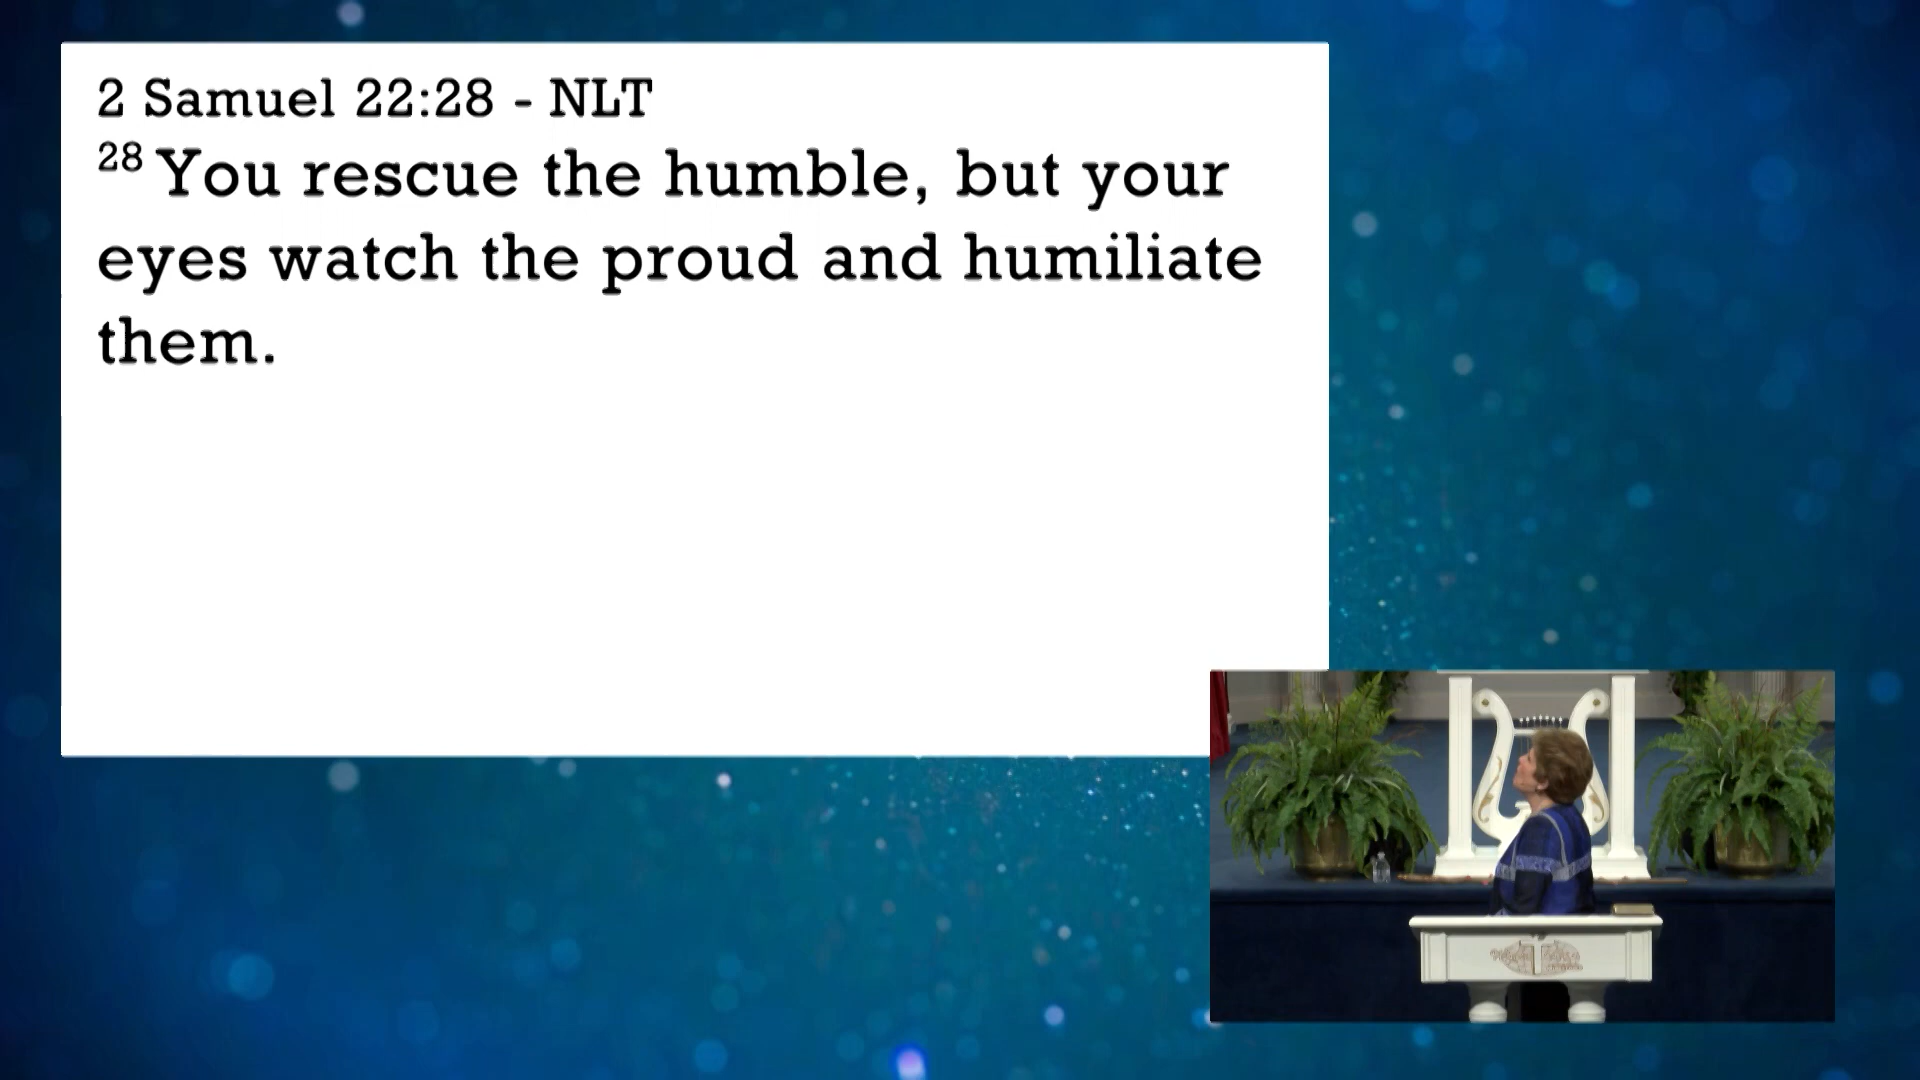 2 Samuel 22:28 - NLT
28 You rescue the humble, but your
eyes watch the proud and humiliate
them.